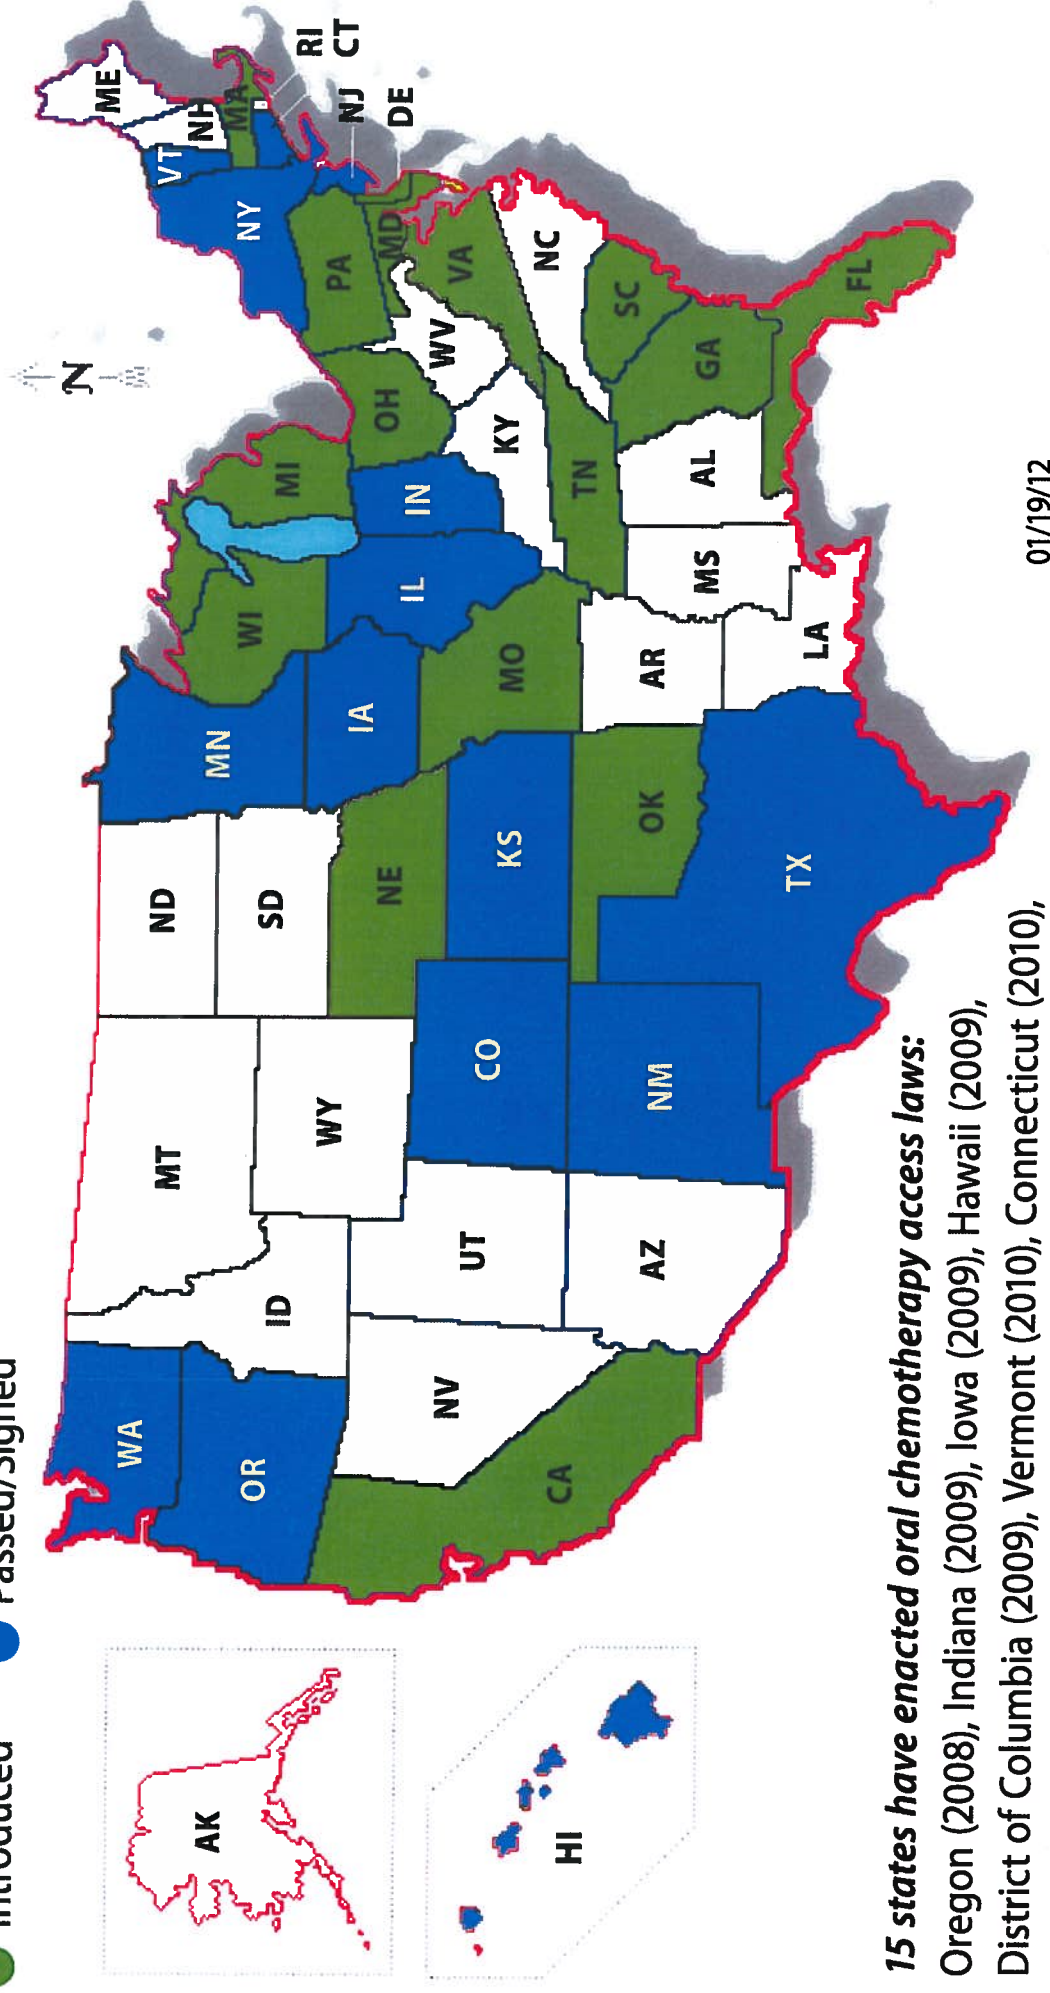 Introduced Passed/Signed
N
WA
MT
ND
MN
VT
ME
NH
MA
RI
CT
NJ
DE
OR
ID
WY
SD
WI
MI
NY
AK
NV
UT
CO
NE
IA
IL
IN
OH
PA
MD
KS
MO
KY
WV
VA
CA
AZ
NM
OK
AR
TN
NC
SC
HI
TX
LA
MS
AL
GA
FL
15 states have enacted oral chemotherapy access laws:
Oregon (2008), Indiana (2009), Iowa (2009), Hawaii (2009),
District of Columbia (2009), Vermont (2010), Connecticut (2010),
01/19/12